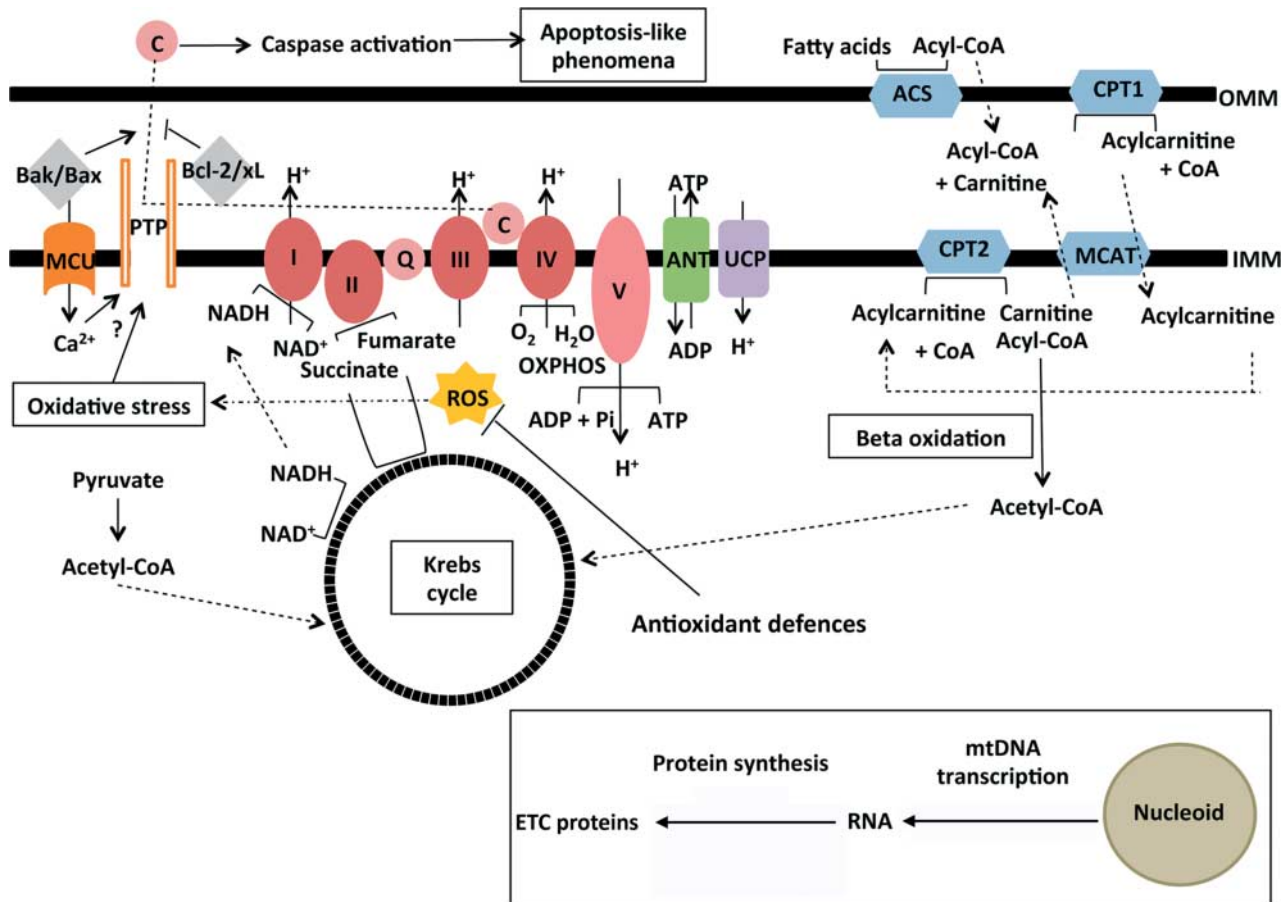 C
Caspase activation
Apoptosis-like
phenomena
Fatty acids
Acyl-CoA
ACS
CPT1
OMM
Bak/Bax
Bcl-2/xL
PTP
MCU
Ca²⁺
?
H⁺
H⁺
H⁺
ATP
Acyl-CoA
+ Carnitine
Acylcarnitine
+ CoA
I
II
Q
III
C
IV
V
ANT
UCP
CPT2
MCAT
IMM
NADH
NAD⁺
Fumarate
Succinate
O₂
H₂O
OXPHOS
ADP
H⁺
Acylcarnitine
+ CoA
Carnitine
Acyl-CoA
Acylcarnitine
Oxidative stress
ROS
ADP + Pi
ATP
H⁺
Beta oxidation
Pyruvate
NADH
NAD⁺
Acetyl-CoA
Acetyl-CoA
Krebs
cycle
Antioxidant defences
Protein synthesis
mtDNA
transcription
ETC proteins
RNA
Nucleoid